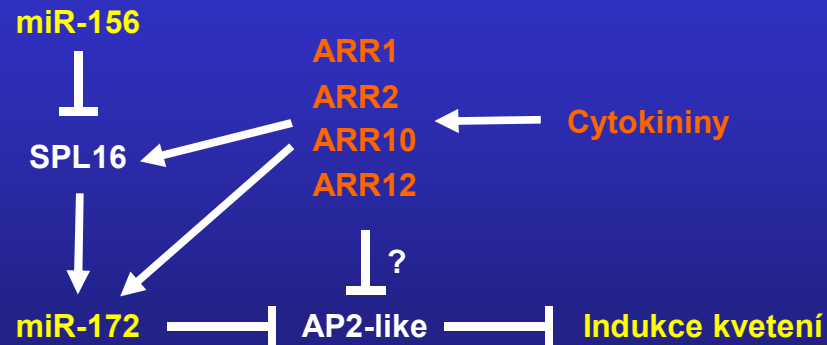 miR-156
ARR1
ARR2
Cytokininy
ARR10
SPL16
ARR12
?
miR-172
AP2-like
Indukce kvetení